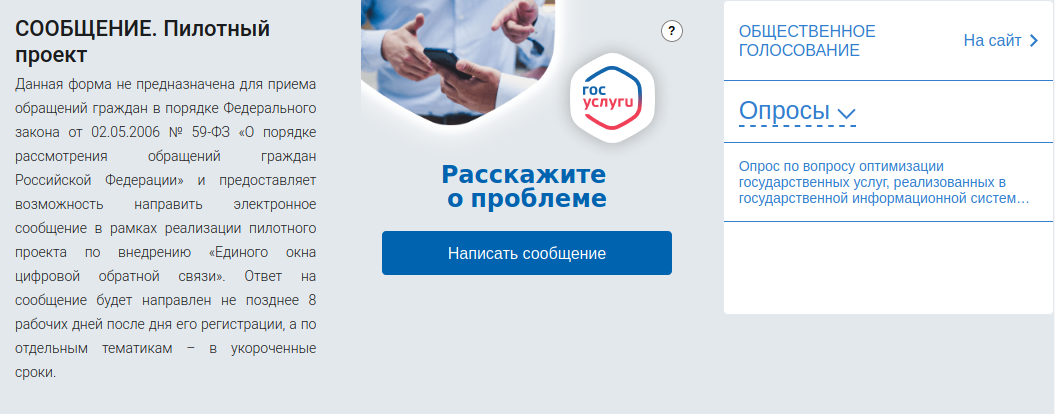 СООБЩЕНИЕ. Пилотный
проект
Данная форма не предназначена для приема
обращений граждан в порядке Федерального
закона от 02.05.2006 № 59-ФЗ «О порядке
рассмотрения обращений граждан
Российской Федерации» и предоставляет
возможность направить электронное
сообщение в рамках реализации пилотного
проекта по внедрению «Единого окна
цифровой обратной связи». Ответ на
сообщение будет направлен не позднее 8
рабочих дней после дня его регистрации, а по
отдельным тематикам – в укороченные
сроки.
?
гос
услуги
Расскажите
о проблеме
Написать сообщение
ОБЩЕСТВЕННОЕ
ГОЛОСОВАНИЕ
На сайт
Опросы
Опрос по вопросу оптимизации
государственных услуг, реализованных в
государственной информационной систем…